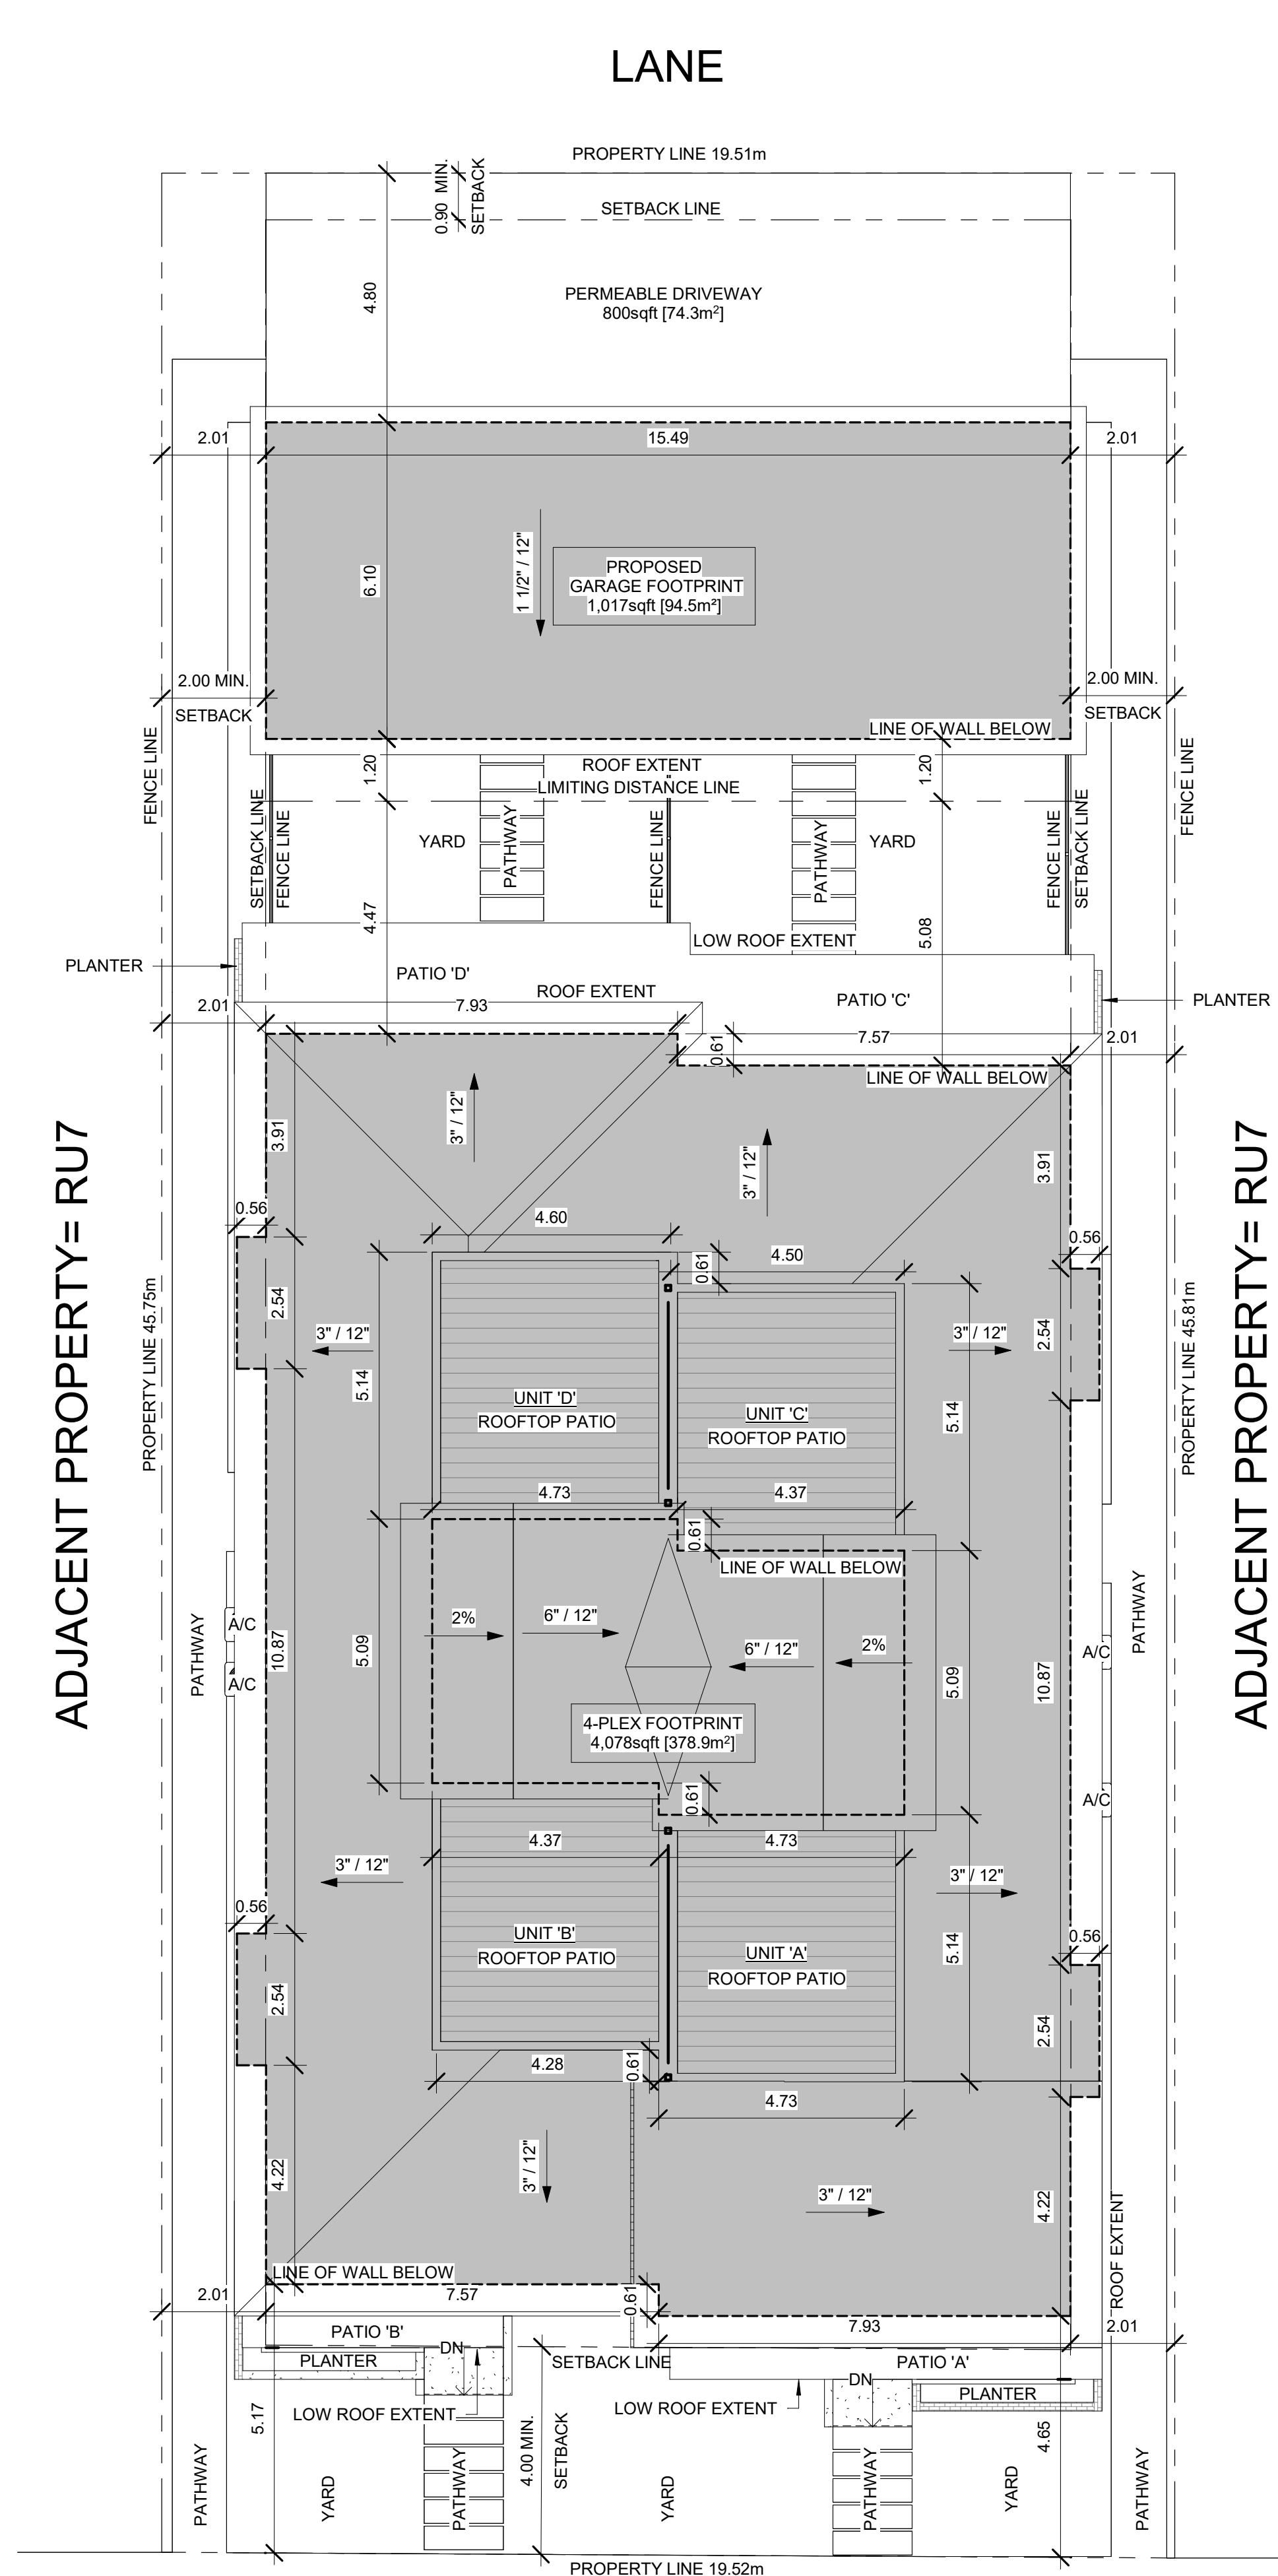 LANE
PROPERTY LINE 19.51m
0.90 MIN.
SETBACK
SETBACK LINE
4.80
PERMEABLE DRIVEWAY
800sqft [74.3m²]
2.01
15.49
2.01
6.10
1 1/2" / 12"
PROPOSED
GARAGE FOOTPRINT
1,017sqft [94.5m²]
2.00 MIN.
SETBACK
2.00 MIN.
SETBACK
LINE OF WALL BELOW
FENCE LINE
FENCE LINE
1.20
ROOF EXTENT
LIMITING DISTANCE LINE
1.20
SETBACK LINE
FENCE LINE
YARD
PATHWAY
FENCE LINE
PATHWAY
YARD
FENCE LINE
SETBACK LINE
4.47
5.08
LOW ROOF EXTENT
PLANTER
PATIO 'D'
ROOF EXTENT
PATIO 'C'
PLANTER
2.01
7.93
7.57
2.01
0.61
LINE OF WALL BELOW
3.91
3" / 12"
3" / 12"
3.91
ADJACENT PROPERTY= RU7
ADJACENT PROPERTY= RU7
0.56
4.60
0.61
4.50
0.56
PROPERTY LINE 45.75m
2.54
3" / 12"
5.14
3" / 12"
2.54
PROPERTY LINE 45.81m
UNIT 'D'
ROOFTOP PATIO
UNIT 'C'
ROOFTOP PATIO
5.14
4.73
4.37
0.61
LINE OF WALL BELOW
PATHWAY
A/C
A/C
10.87
5.09
2%
6" / 12"
6" / 12"
2%
5.09
10.87
A/C
PATHWAY
4-PLEX FOOTPRINT
4,078sqft [378.9m²]
0.61
A/C
4.37
4.73
3" / 12"
3" / 12"
0.56
UNIT 'B'
ROOFTOP PATIO
UNIT 'A'
ROOFTOP PATIO
5.14
0.56
2.54
2.54
4.28
0.61
4.73
4.22
3" / 12"
3" / 12"
4.22
ROOF EXTENT
LINE OF WALL BELOW
2.01
7.57
0.61
7.93
2.01
PATIO 'B'
DN
PLANTER
SETBACK LINE
PATIO 'A'
DN
PLANTER
LOW ROOF EXTENT
LOW ROOF EXTENT
5.17
4.00 MIN.
SETBACK
4.65
PATHWAY
YARD
PATHWAY
YARD
PATHWAY
YARD
PATHWAY
PROPERTY LINE 19.52m